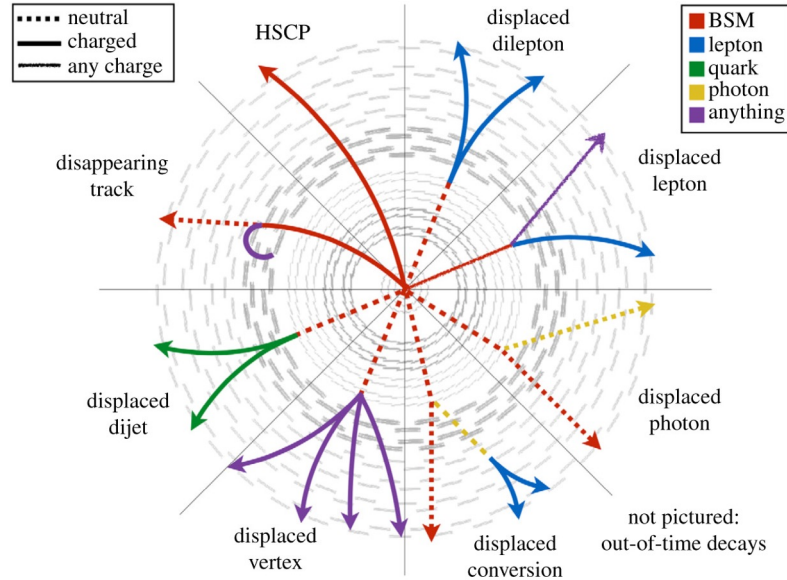 neutral
charged
any charge
HSCP
displaced
dilepton
BSM
lepton
quark
photon
anything
disappearing
track
displaced
lepton
displaced
dijet
displaced
photon
displaced
vertex
displaced
conversion
not pictured:
out-of-time decays